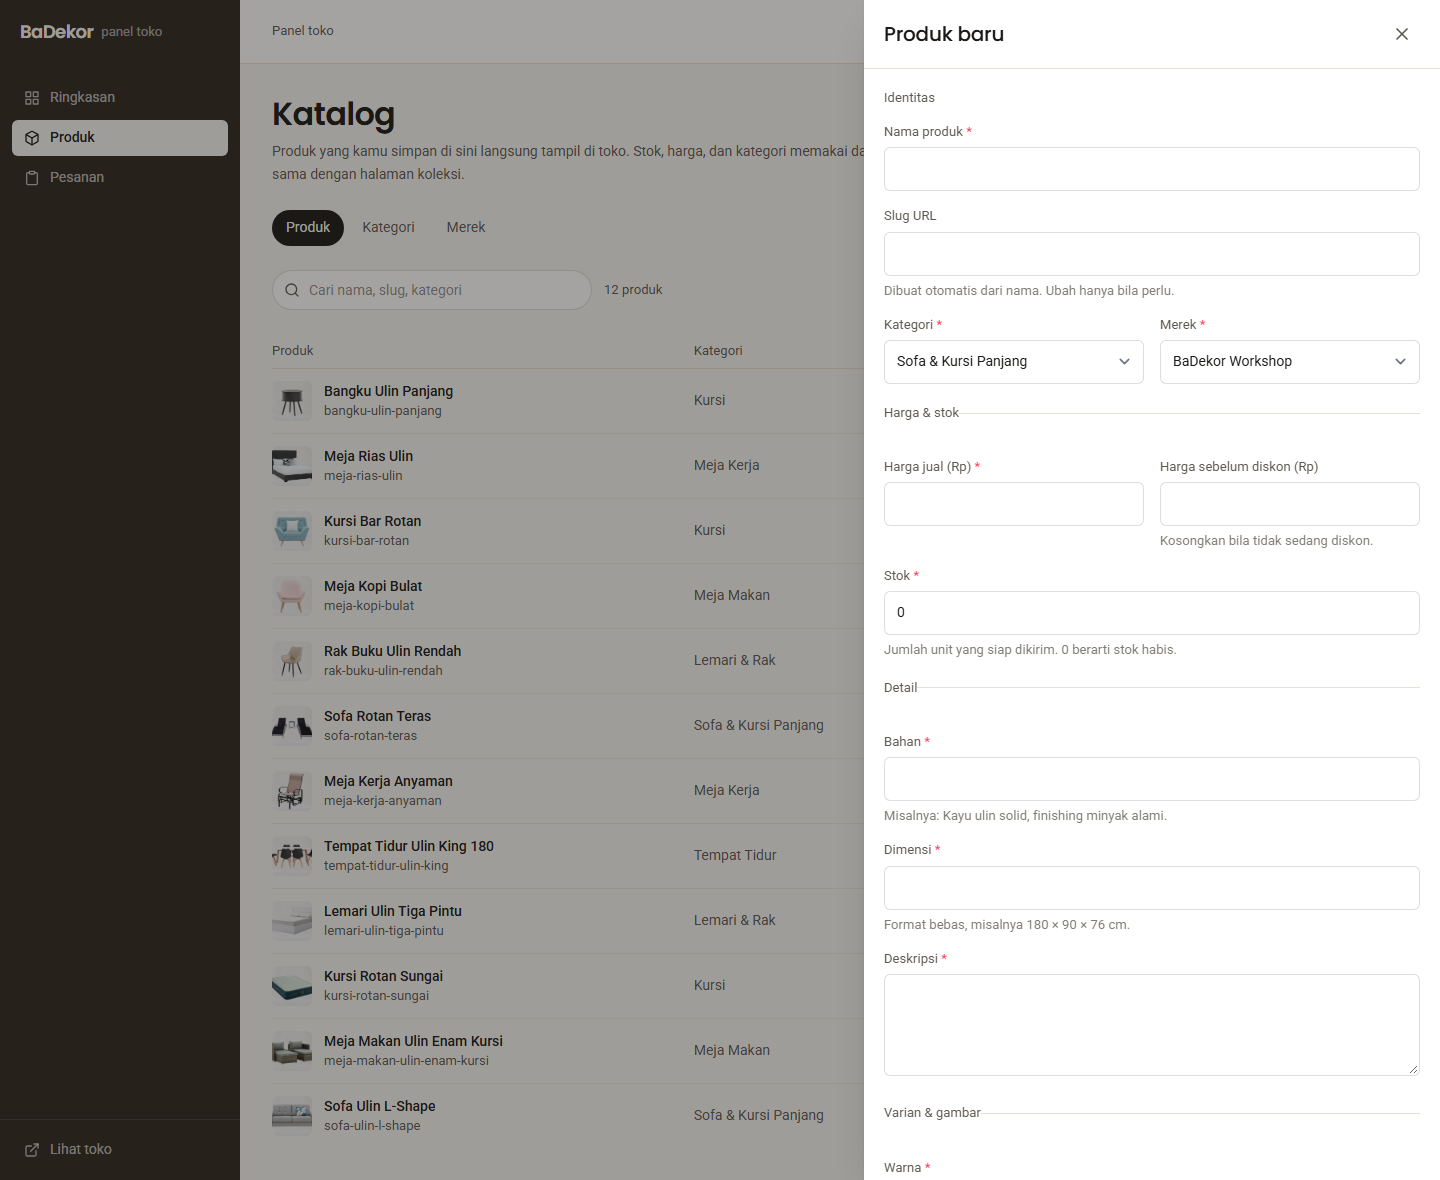 BaDekor panel toko
Ringkasan
Produk
Pesanan
Lihat toko
Panel toko
Katalog
Produk yang kamu simpan di sini langsung tampil di toko. Stok, harga, dan kategori memakai
sama dengan halaman koleksi.
Produk Kategori Merek
Cari nama, slug, kategori 12 produk
Produk Kategori
Bangku Ulin Panjang
bangku-ulin-panjang
Kursi
Meja Rias Ulin
meja-rias-ulin
Meja Kerja
Kursi Bar Rotan
kursi-bar-rotan
Kursi
Meja Kopi Bulat
meja-kopi-bulat
Meja Makan
Rak Buku Ulin Rendah
rak-buku-ulin-rendah
Lemari & Rak
Sofa Rotan Teras
sofa-rotan-teras
Sofa & Kursi Panjang
Meja Kerja Anyaman
meja-kerja-anyaman
Meja Kerja
Tempat Tidur Ulin King 180
tempat-tidur-ulin-king
Tempat Tidur
Lemari Ulin Tiga Pintu
lemari-ulin-tiga-pintu
Lemari & Rak
Kursi Rotan Sungai
kursi-rotan-sungai
Kursi
Meja Makan Ulin Enam Kursi
meja-makan-ulin-enam-kursi
Meja Makan
Sofa Ulin L-Shape
sofa-ulin-l-shape
Sofa & Kursi Panjang
Produk baru
Identitas
Nama produk *
Slug URL
Dibuat otomatis dari nama. Ubah hanya bila perlu.
Kategori * Merek *
Sofa & Kursi Panjang BaDekor Workshop
Harga & stok
Harga jual (Rp) * Harga sebelum diskon (Rp)
Kosongkan bila tidak sedang diskon.
Stok *
0
Jumlah unit yang siap dikirim. 0 berarti stok habis.
Detail
Bahan *
Misalnya: Kayu ulin solid, finishing minyak alami.
Dimensi *
Format bebas, misalnya 180 × 90 × 76 cm.
Deskripsi *
Varian & gambar
Warna *